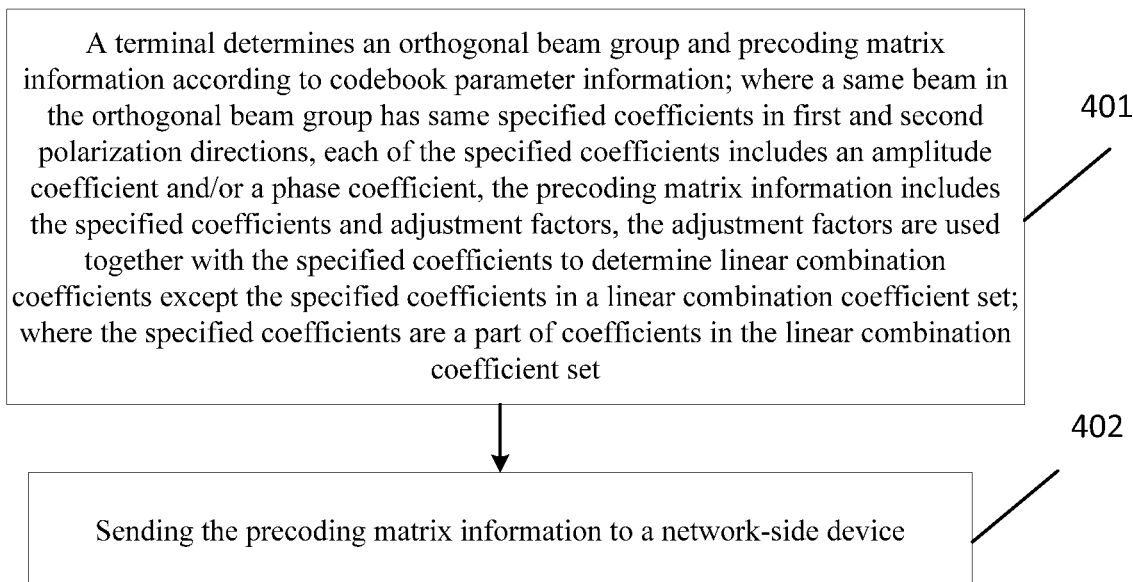 A terminal determines an orthogonal beam group and precoding matrix
information according to codebook parameter information; where a same beam in
the orthogonal beam group has same specified coefficients in first and second
polarization directions, each of the specified coefficients includes an amplitude
coefficient and/or a phase coefficient, the precoding matrix information includes
the specified coefficients and adjustment factors, the adjustment factors are used
together with the specified coefficients to determine linear combination
coefficients except the specified coefficients in a linear combination coefficient set;
where the specified coefficients are a part of coefficients in the linear combination
coefficient set
401
402
Sending the precoding matrix information to a network-side device